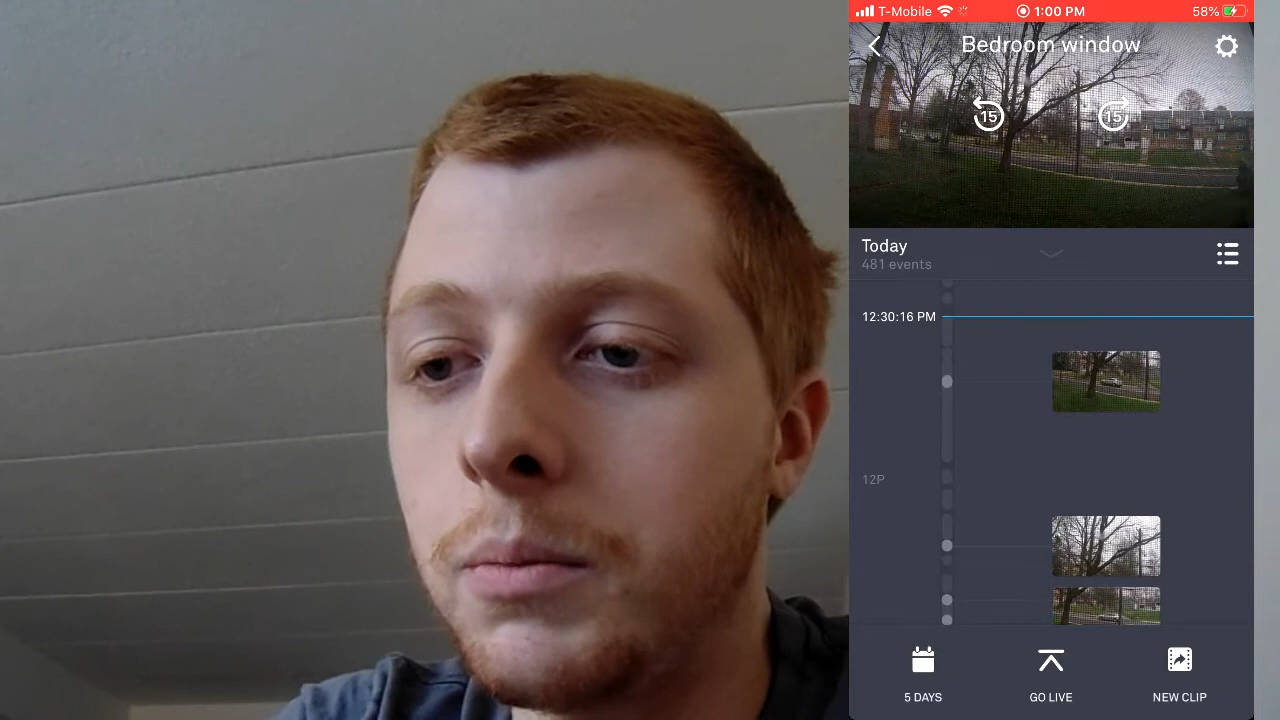 T-Mobile 1:00 PM 58%
Bedroom window
15 15
Today
481 events
12:30:16 PM
12P
5 DAYS GO LIVE NEW CLIP